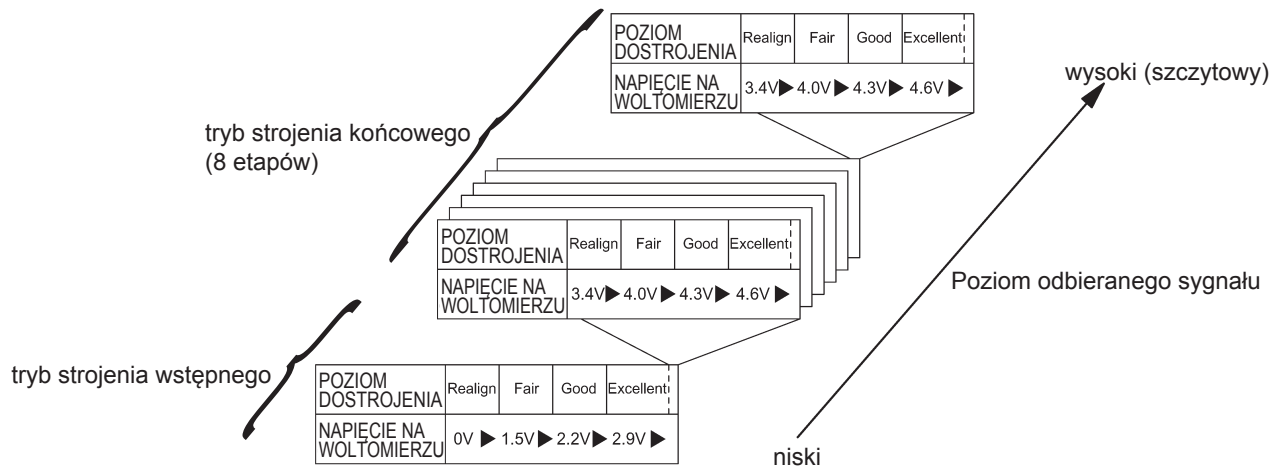 POZIOM DOSTROJENIA Realign Fair Good Excellent
NAPIĘCIE NA WOLTOMIERZU 3.4V 4.0V 4.3V 4.6V
wysoki (szczytowy)
tryb strojenia końcowego
(8 etapów)
POZIOM DOSTROJENIA Realign Fair Good Excellent
NAPIĘCIE NA WOLTOMIERZU 3.4V 4.0V 4.3V 4.6V
Poziom odbieranego sygnału
tryb strojenia wstępnego
POZIOM DOSTROJENIA Realign Fair Good Excellent
NAPIĘCIE NA WOLTOMIERZU 0V 1.5V 2.2V 2.9V
niski